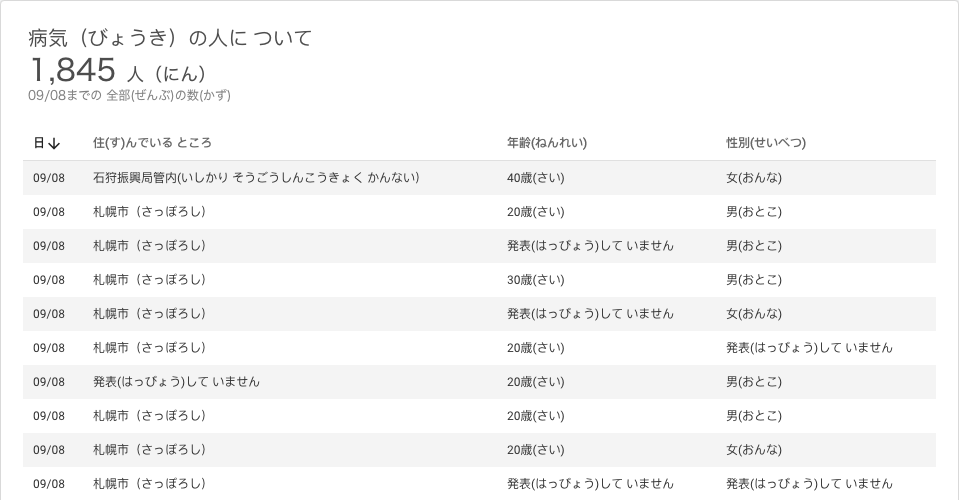 病気（びょうき）の人に ついて
1,845 人（にん）
09/08までの 全部(ぜんぶ)の数(かず)
日↓ 住(す)んでいる ところ 年齢(ねんれい) 性別(せいべつ)
09/08 石狩振興局管内(いしかり そうごうしんこうきょく かんない） 40歳(さい) 女(おんな)
09/08 札幌市（さっぽろし） 20歳(さい) 男(おとこ)
09/08 札幌市（さっぽろし） 発表(はっぴょう)して いません 男(おとこ)
09/08 札幌市（さっぽろし） 30歳(さい) 男(おとこ)
09/08 札幌市（さっぽろし） 発表(はっぴょう)して いません 女(おんな)
09/08 札幌市（さっぽろし） 20歳(さい) 発表(はっぴょう)して いません
09/08 発表(はっぴょう)して いません 20歳(さい) 男(おとこ)
09/08 札幌市（さっぽろし） 20歳(さい) 男(おとこ)
09/08 札幌市（さっぽろし） 20歳(さい) 女(おんな)
09/08 札幌市（さっぽろし） 発表(はっぴょう)して いません 発表(はっぴょう)して いません